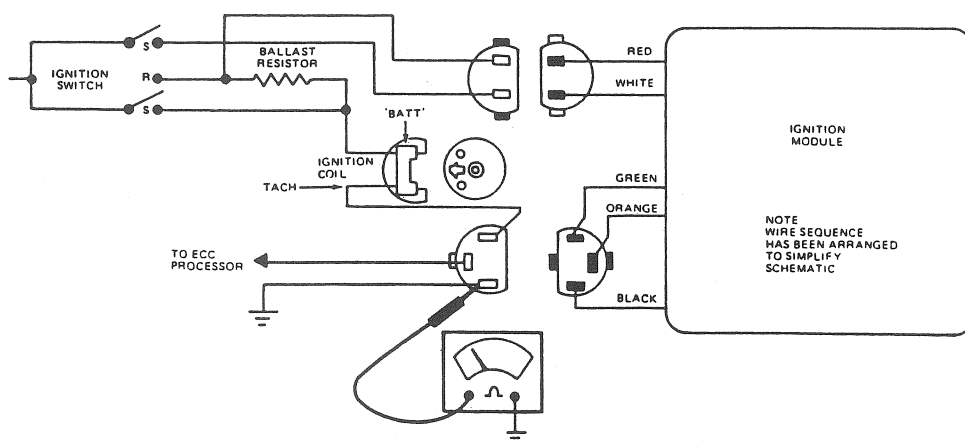 S
BALLAST
RESISTOR
IGNITION
SWITCH
R
S
RED
WHITE
'BATT'
IGNITION
COIL
TACH
IGNITION
MODULE
GREEN
ORANGE
NOTE
WIRE SEQUENCE
HAS BEEN ARRANGED
TO SIMPLIFY
SCHEMATIC
TO ECC
PROCESSOR
BLACK
Ω